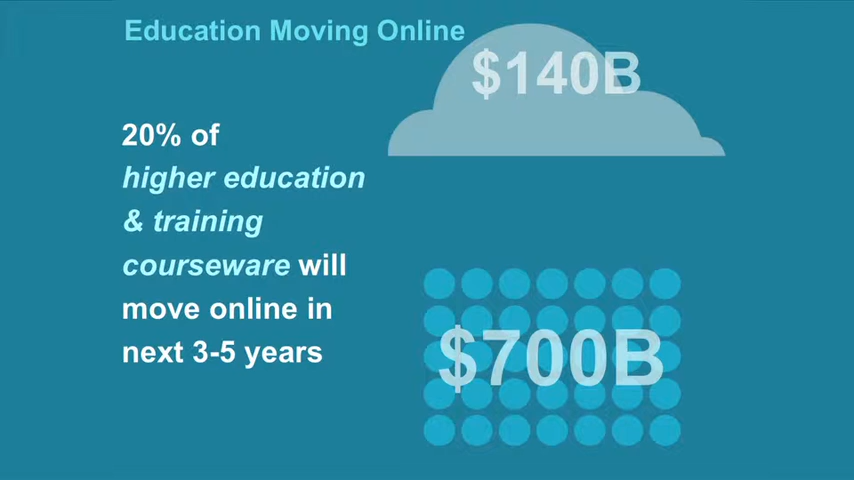 Education Moving Online
$140B
20% of
higher education
& training
courseware will
move online in
next 3-5 years
$700B